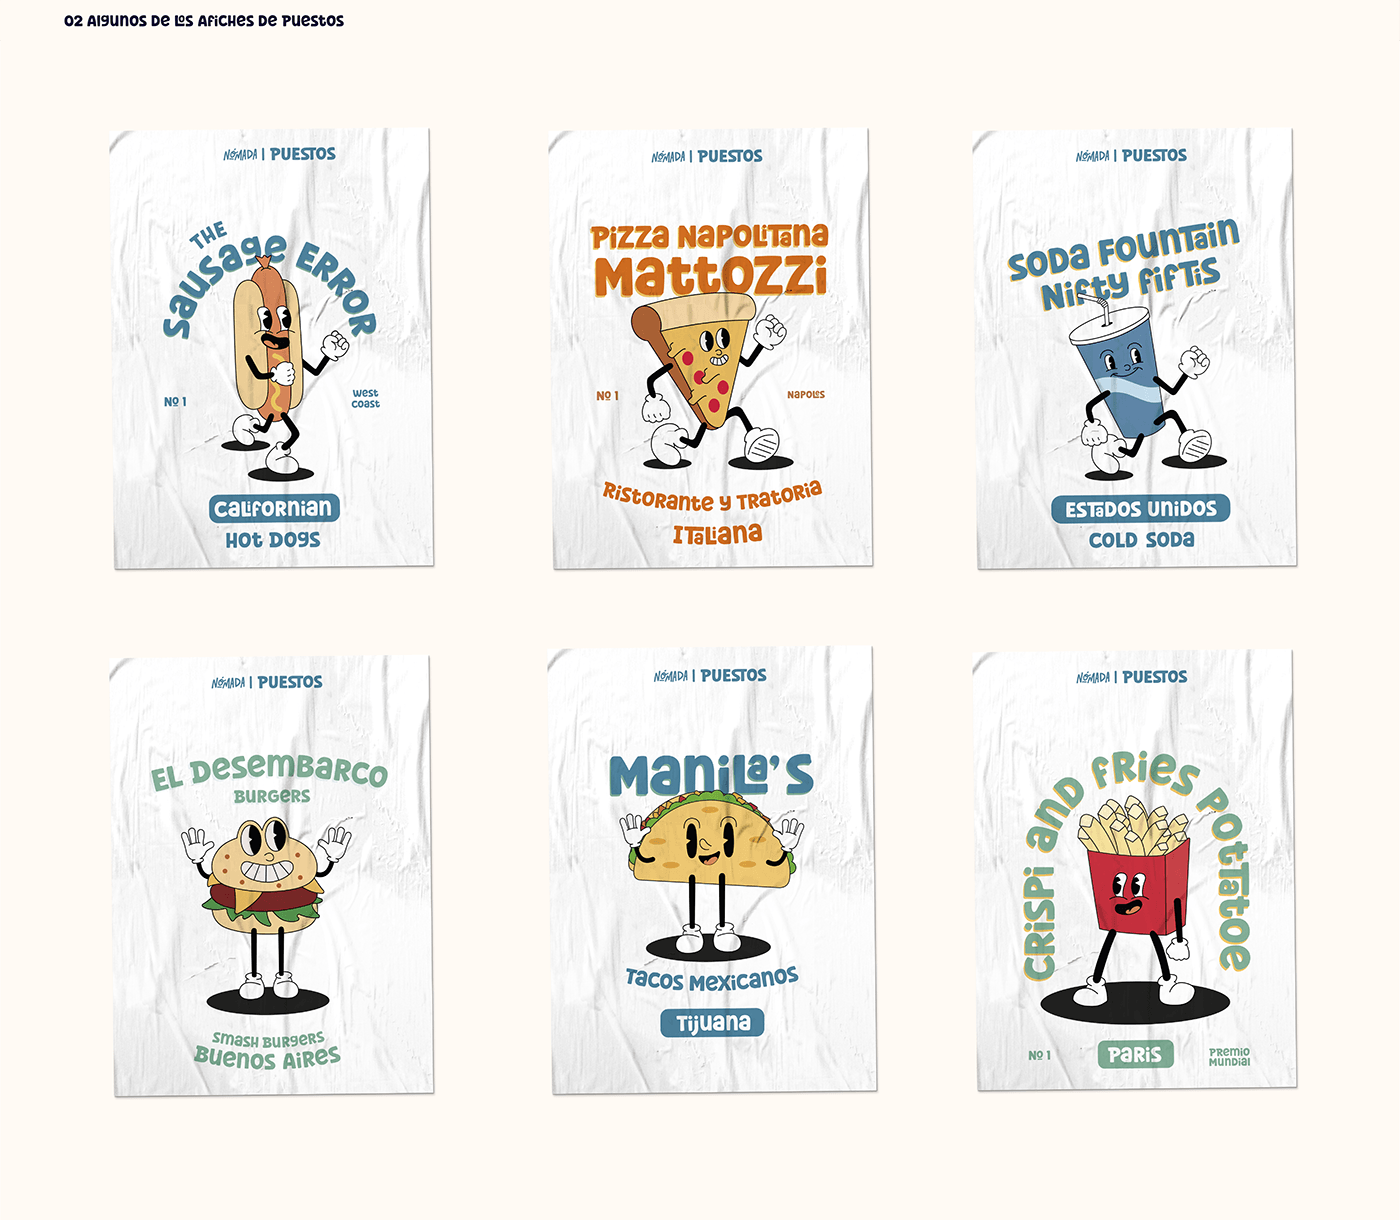 02 Algunos de los afiches de puestos
NÓMADA | PUESTOS
THE
Sausage ERROR
Nº 1
West
Coast
Californian
Hot Dogs
NÓMADA | PUESTOS
Pizza Napolitana
Mattozzi
Nº 1
Napoles
Ristorante y Tratoria
Italiana
NÓMADA | PUESTOS
Soda Fountain
Nifty fiftis
Estados Unidos
Cold Soda
NÓMADA | PUESTOS
El Desembarco
Burgers
Smash Burgers
Buenos Aires
NÓMADA | PUESTOS
Manila's
Tacos Mexicanos
Tijuana
NÓMADA | PUESTOS
Crispi and fries pottatoe
Nº 1
Paris
Premio
Mundial